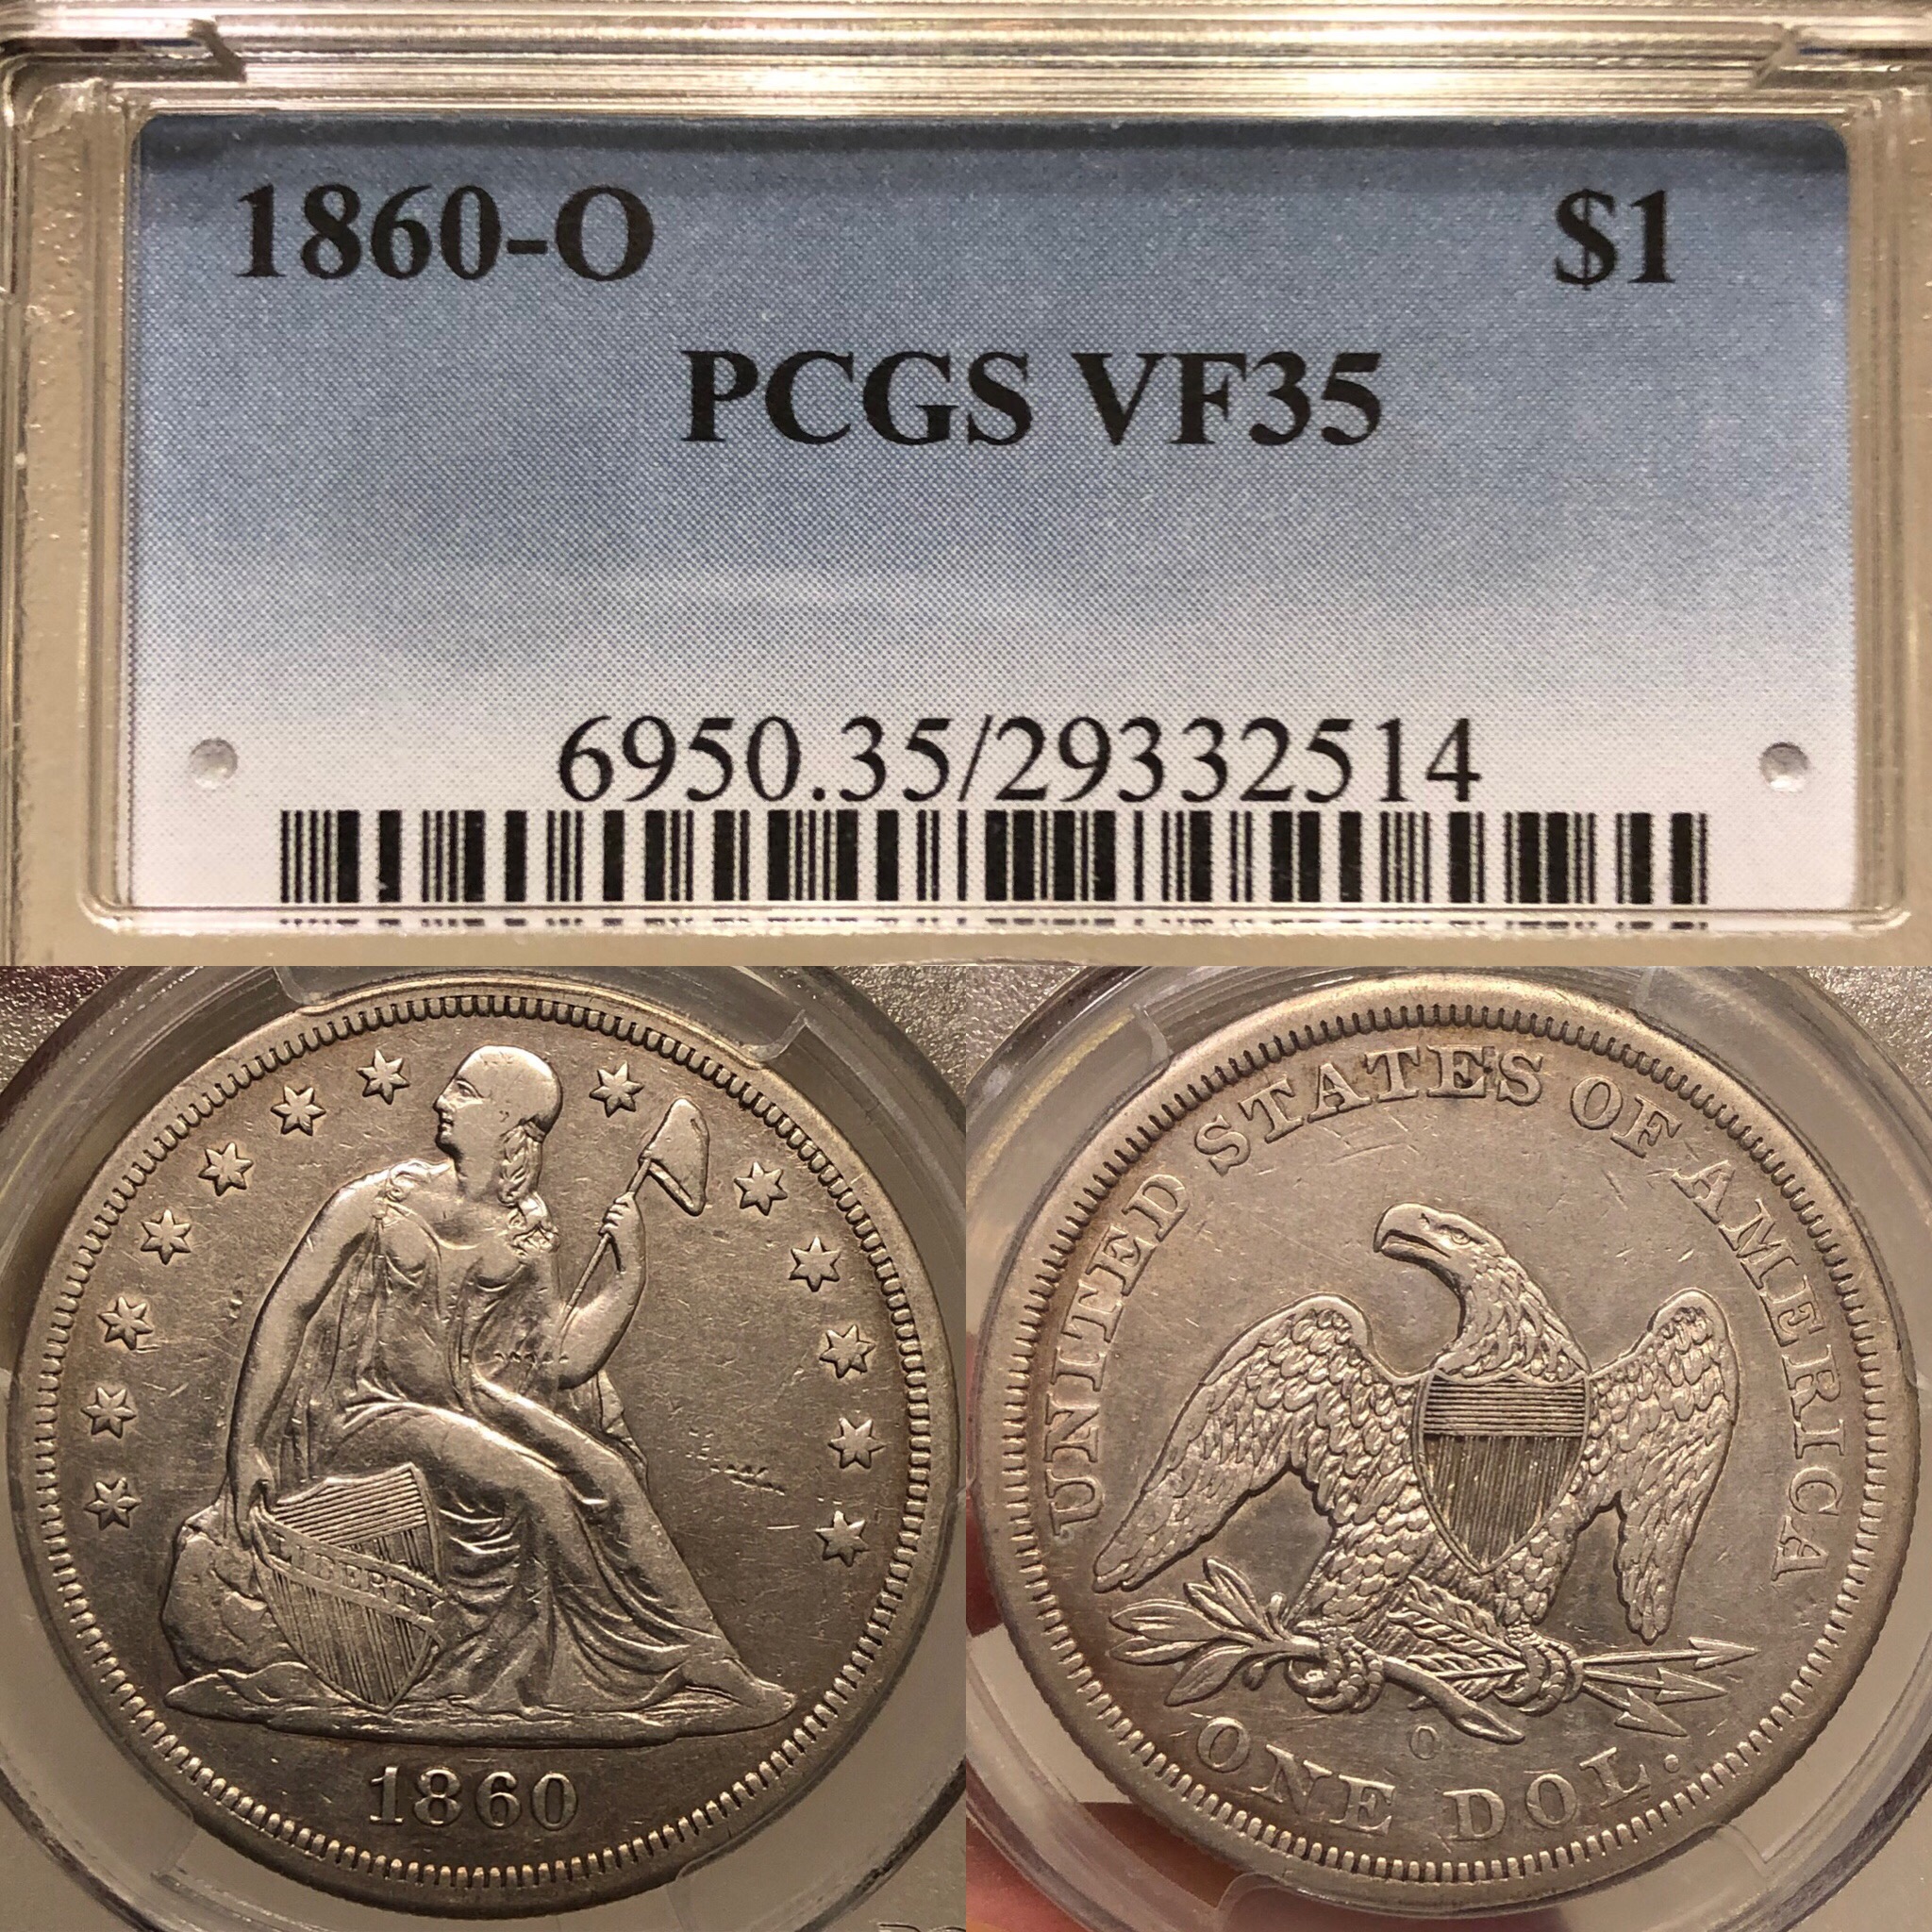 1860-O $1
PCGS VF35
6950.35/29332514
LIBERTY
1860
UNITED STATES OF AMERICA
O
ONE DOL.